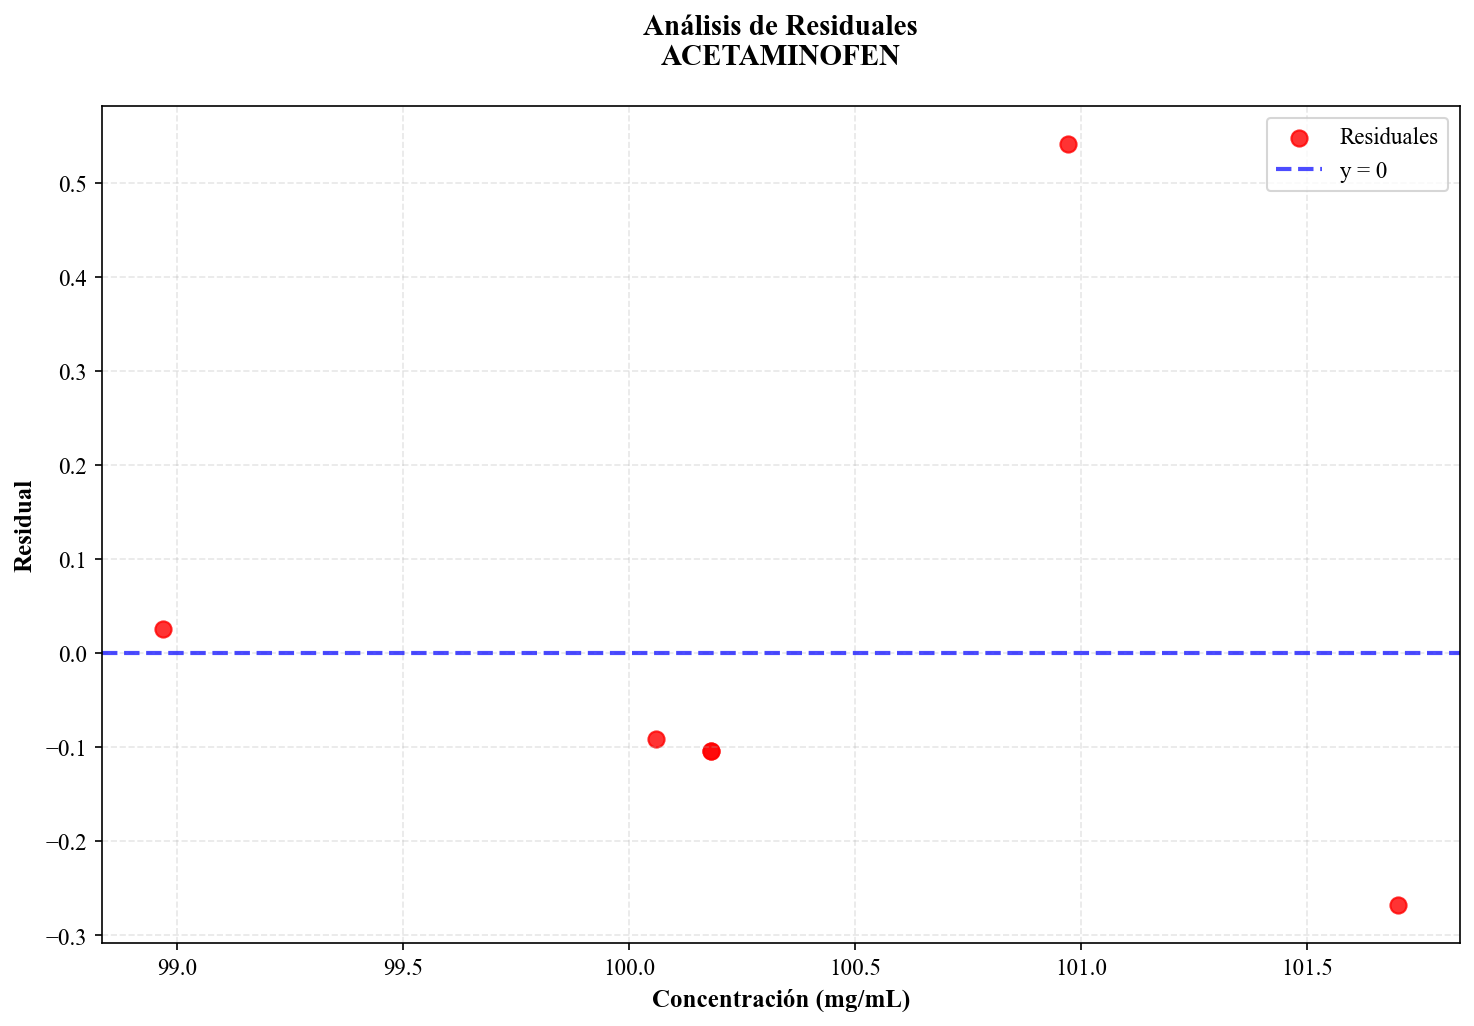 Análisis de Residuales
ACETAMINOFEN
Residuales
y = 0
0.5
0.4
0.3
0.2
0.1
0.0
−0.1
−0.2
−0.3
Residual
99.0
99.5
100.0
100.5
101.0
101.5
Concentración (mg/mL)